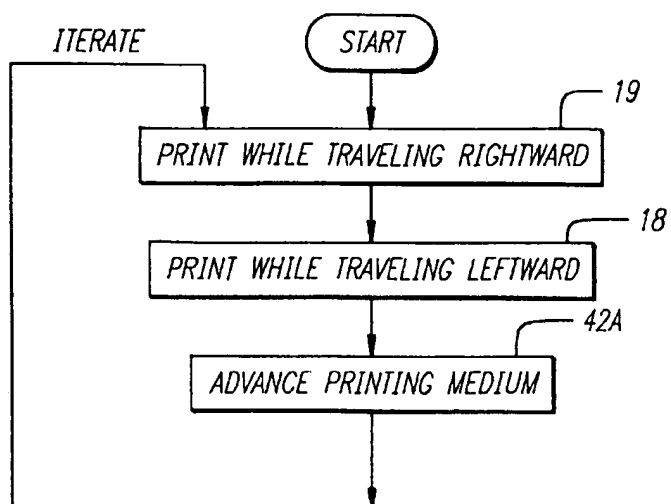 ITERATE
START
19
PRINT WHILE TRAVELING RIGHTWARD
18
PRINT WHILE TRAVELING LEFTWARD
42A
ADVANCE PRINTING MEDIUM